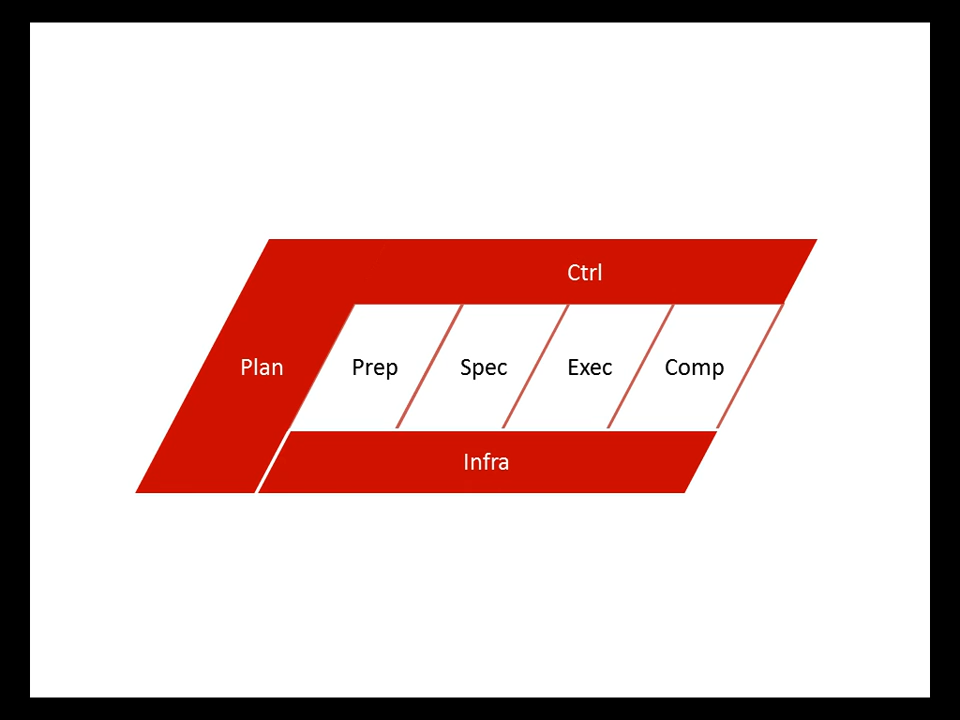 Ctrl
Plan
Prep
Spec
Exec
Comp
Infra